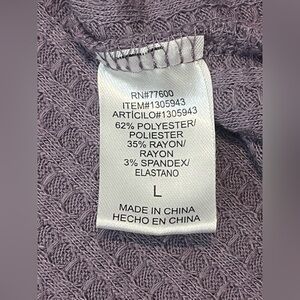 RN#77600
ITEM#1305943
ARTÍCILO#1305943
62% POLYESTER/
POLIESTER
35% RAYON/
RAYON
3% SPANDEX/
ELASTANO
L
MADE IN CHINA
HECHO EN CHINA